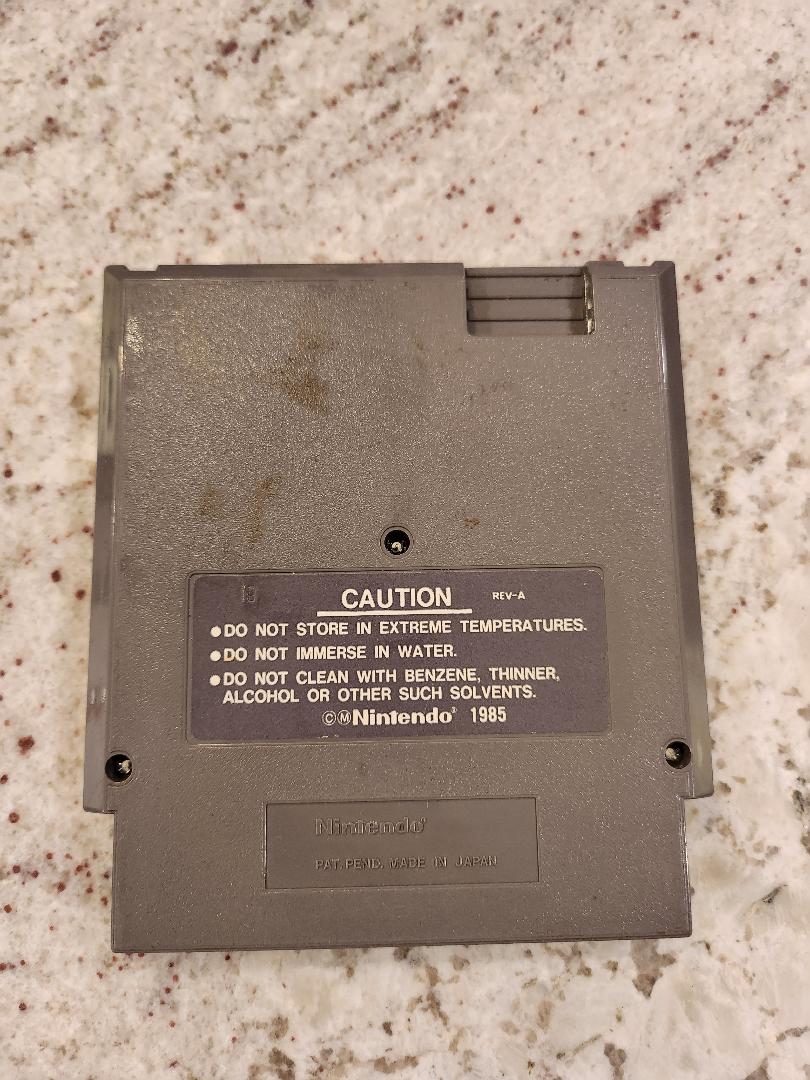 CAUTION REV-A
●DO NOT STORE IN EXTREME TEMPERATURES.
●DO NOT IMMERSE IN WATER.
●DO NOT CLEAN WITH BENZENE, THINNER,
ALCOHOL OR OTHER SUCH SOLVENTS.
©ⓂNintendo® 1985
Nintendo®
PAT. PEND. MADE IN JAPAN